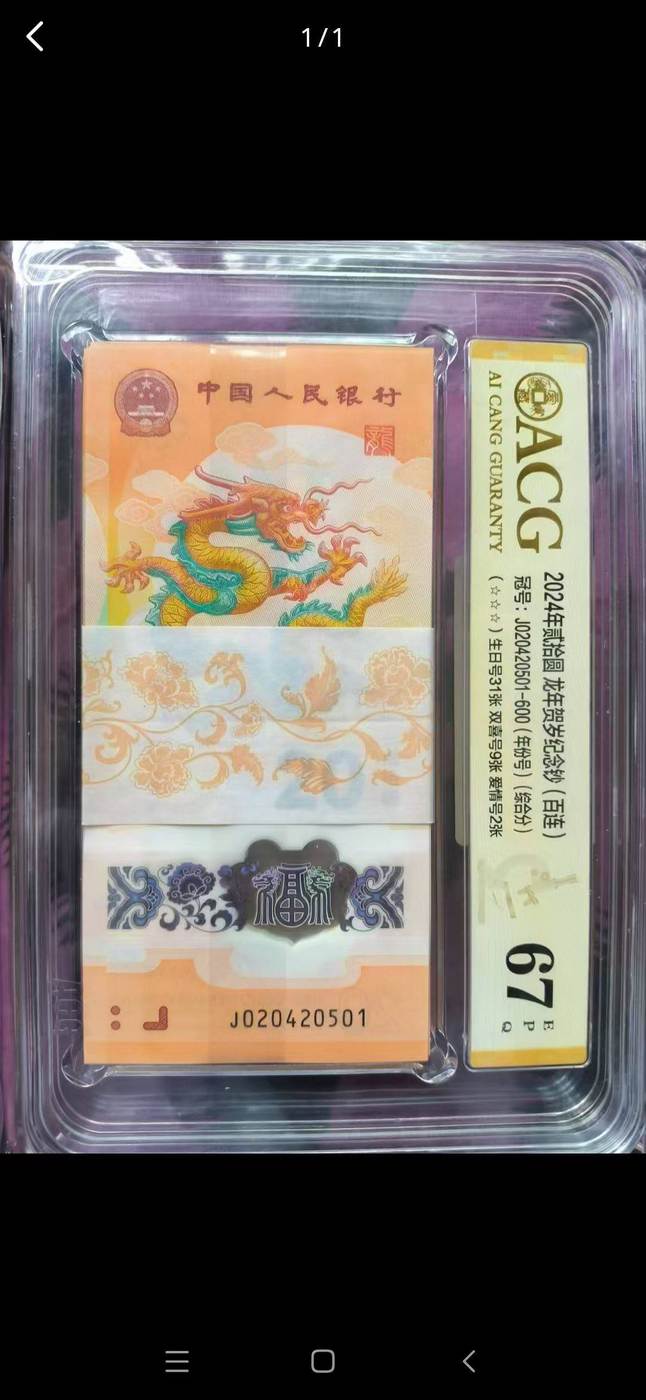 1/1
中国人民银行
龍
福
J020420501
ACG
AI CANG GUARANTY
2024年贰拾圆 龙年贺岁纪念钞（百连）
冠号：J020420501-600（年份号）（综合分）
（☆☆☆）生日号31张 双喜号9张 爱情号2张
67
E
P
Q